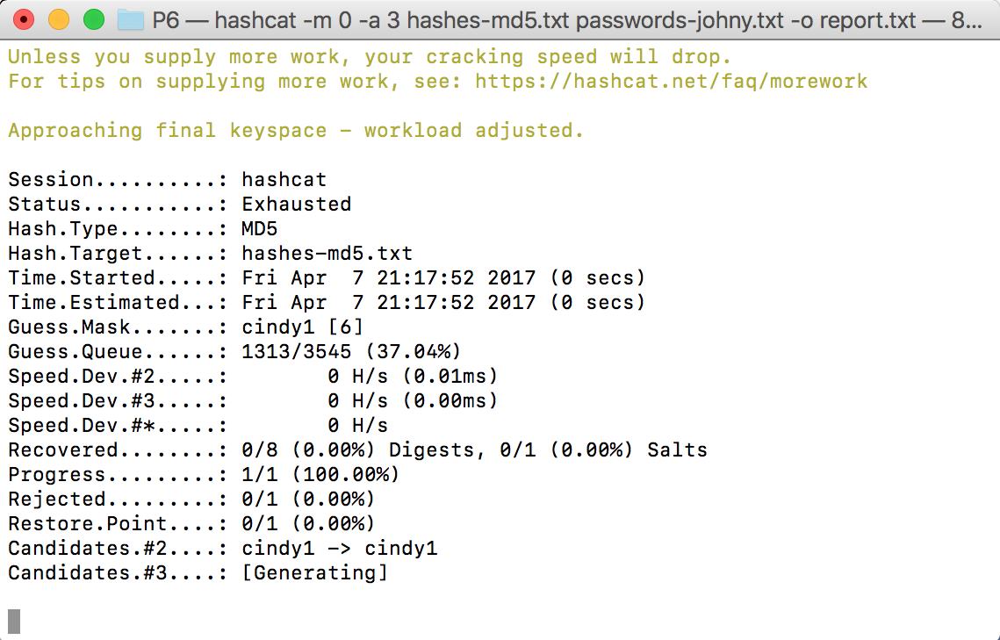 P6 — hashcat -m 0 -a 3 hashes-md5.txt passwords-johny.txt -o report.txt — 8...
Unless you supply more work, your cracking speed will drop.
For tips on supplying more work, see: https://hashcat.net/faq/morework
Approaching final keyspace - workload adjusted.
Session..........: hashcat
Status...........: Exhausted
Hash.Type........: MD5
Hash.Target......: hashes-md5.txt
Time.Started.....: Fri Apr  7 21:17:52 2017 (0 secs)
Time.Estimated...: Fri Apr  7 21:17:52 2017 (0 secs)
Guess.Mask.......: cindy1 [6]
Guess.Queue......: 1313/3545 (37.04%)
Speed.Dev.#2.....:        0 H/s (0.01ms)
Speed.Dev.#3.....:        0 H/s (0.00ms)
Speed.Dev.#*.....:        0 H/s
Recovered........: 0/8 (0.00%) Digests, 0/1 (0.00%) Salts
Progress.........: 1/1 (100.00%)
Rejected.........: 0/1 (0.00%)
Restore.Point....: 0/1 (0.00%)
Candidates.#2....: cindy1 -> cindy1
Candidates.#3....: [Generating]